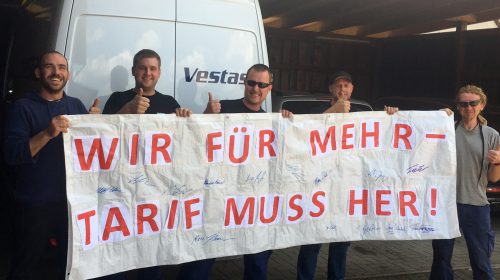 Vestas
WIR FÜR MEHR –
TARIF MUSS HER!